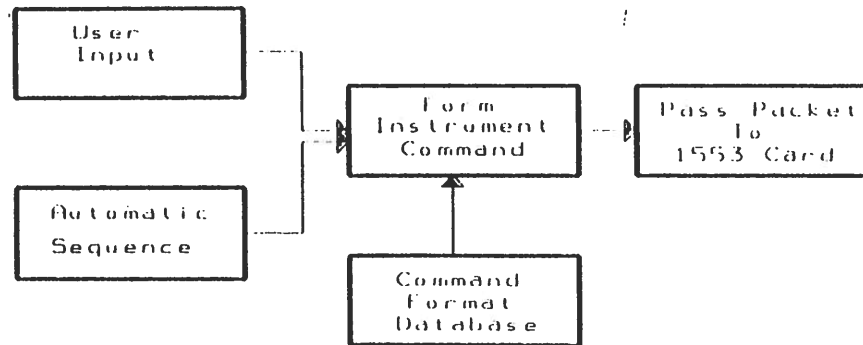 User
Input
Form
Instrument
Command
Pass Packet
To
1553 Card
Automatic
Sequence
Command
Format
Database